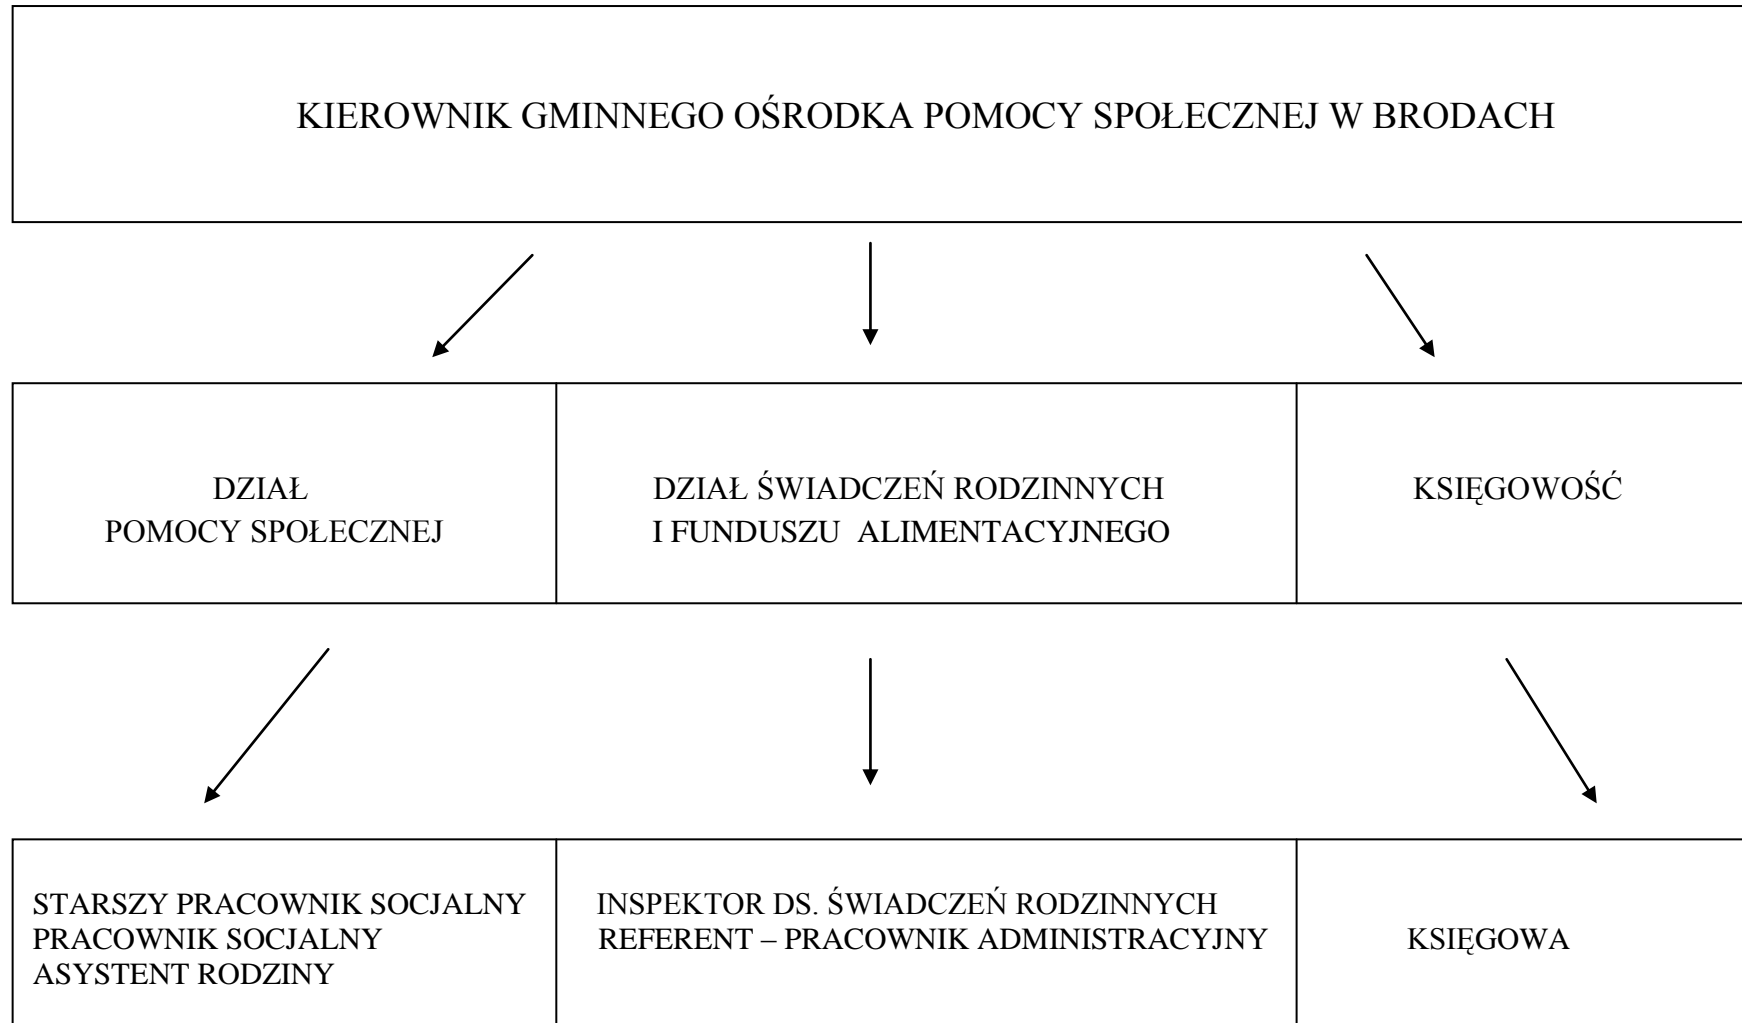 KIEROWNIK GMINNEGO OŚRODKA POMOCY SPOŁECZNEJ W BRODACH
DZIAŁ
POMOCY SPOŁECZNEJ
DZIAŁ ŚWIADCZEŃ RODZINNYCH
I FUNDUSZU ALIMENTACYJNEGO
KSIĘGOWOŚĆ
STARSZY PRACOWNIK SOCJALNY
PRACOWNIK SOCJALNY
ASYSTENT RODZINY
INSPEKTOR DS. ŚWIADCZEŃ RODZINNYCH
REFERENT – PRACOWNIK ADMINISTRACYJNY
KSIĘGOWA